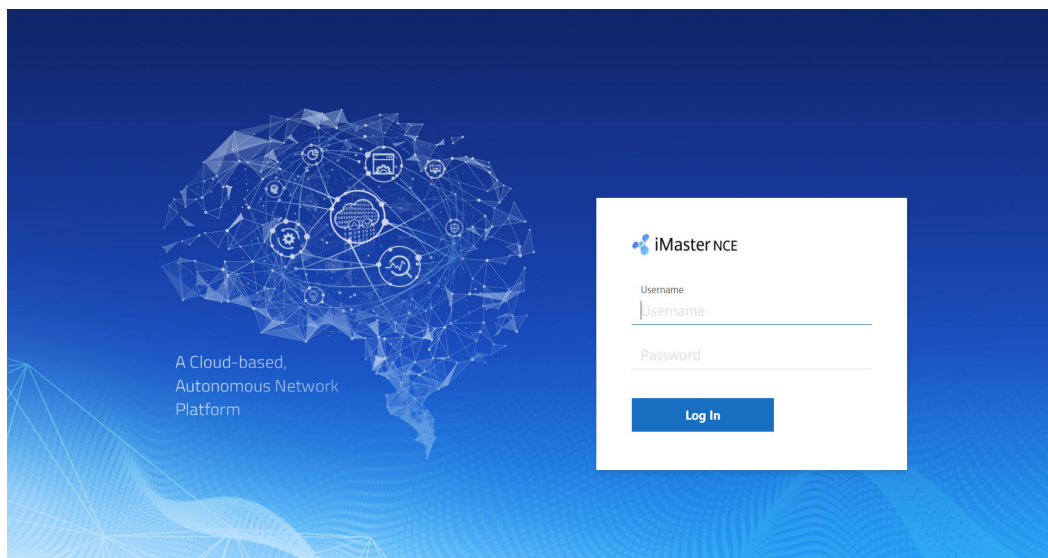 iMaster NCE
Username
Username
Password
Log In
A Cloud-based,
Autonomous Network
Platform